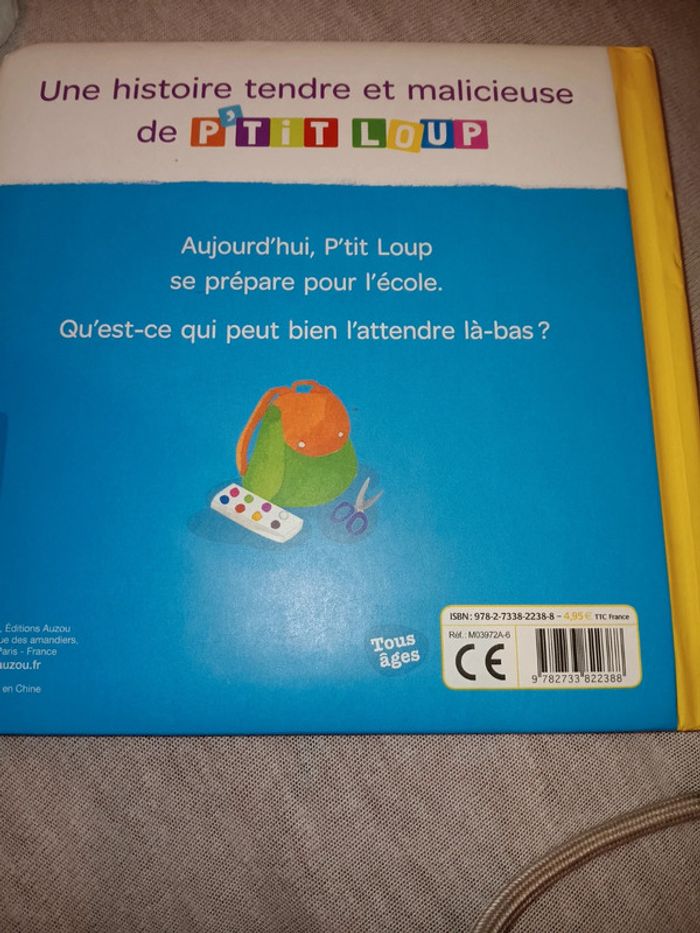 Une histoire tendre et malicieuse
de P'TiT LOUP
Aujourd'hui, P'tit Loup
se prépare pour l'école.
Qu'est-ce qui peut bien l'attendre là-bas ?
, Éditions Auzou
des amandiers,
Paris - France
auzou.fr
en Chine
Tous
âges
ISBN : 978-2-7338-2238-8 – 4,95 € TTC France
Réf. : M03972A-6
CE
9 782733 822388